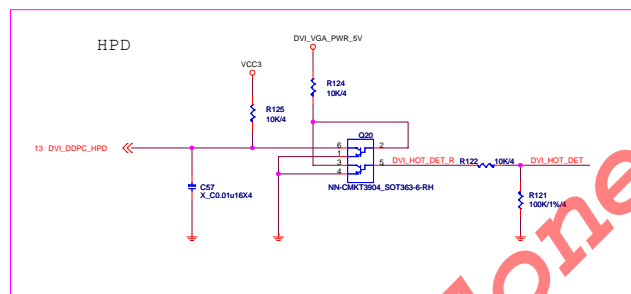 HPD
DVI_VGA_PWR_5V
VCC3
R124
10K/4
R125
10K/4
Q20
13 DVI_DDPC_HPD
6
2
1
3
5
4
DVI_HOT_DET_R
R122
10K/4
DVI_HOT_DET
NN-CMKT3904_SOT363-6-RH
C57
X_C0.01u16X4
R121
100K/1%/4